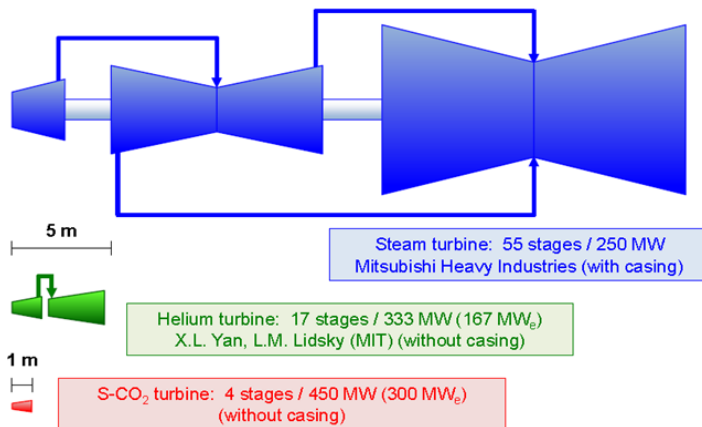 5 m
Steam turbine: 55 stages / 250 MW
Mitsubishi Heavy Industries (with casing)
Helium turbine: 17 stages / 333 MW (167 MWe)
X.L. Yan, L.M. Lidsky (MIT) (without casing)
1 m
S-CO2 turbine: 4 stages / 450 MW (300 MWe)
(without casing)